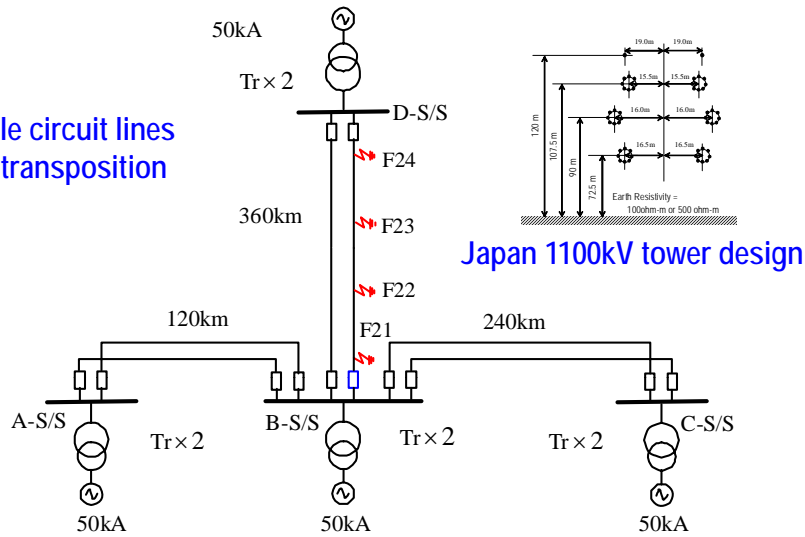 50kA
Tr×2
D-S/S
le circuit lines
transposition
F24
360km
F23
F22
F21
120km
240km
A-S/S
B-S/S
C-S/S
Tr×2
Tr×2
Tr×2
50kA
50kA
50kA
19.0m
19.0m
15.5m
15.5m
16.0m
16.0m
16.5m
16.5m
120 m
107.5 m
90 m
72.5 m
Earth Resistivity =
100ohm-m or 500 ohm-m
Japan 1100kV tower design